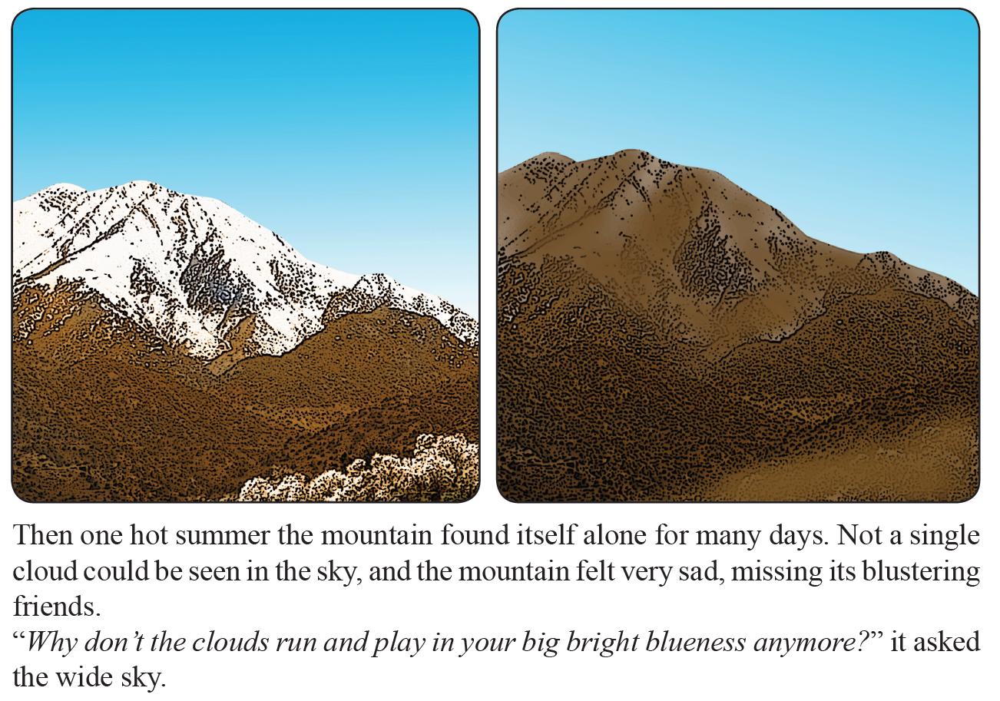 Then one hot summer the mountain found itself alone for many days. Not a single
cloud could be seen in the sky, and the mountain felt very sad, missing its blustering
friends.
“Why don’t the clouds run and play in your big bright blueness anymore?” it asked
the wide sky.